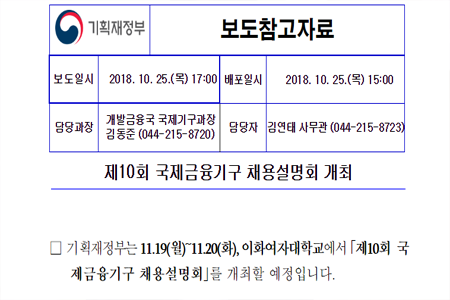 기획재정부
보도참고자료
보도일시 2018. 10. 25.(목) 17:00 배포일시 2018. 10. 25.(목) 15:00
담당과장 개발금융국 국제기구과장 김동준 (044-215-8720) 담당자 김연태 사무관 (044-215-8723)
제10회 국제금융기구 채용설명회 개최
□ 기획재정부는 11.19(월)~11.20(화), 이화여자대학교에서 「제10회 국
제금융기구 채용설명회」를 개최할 예정입니다.